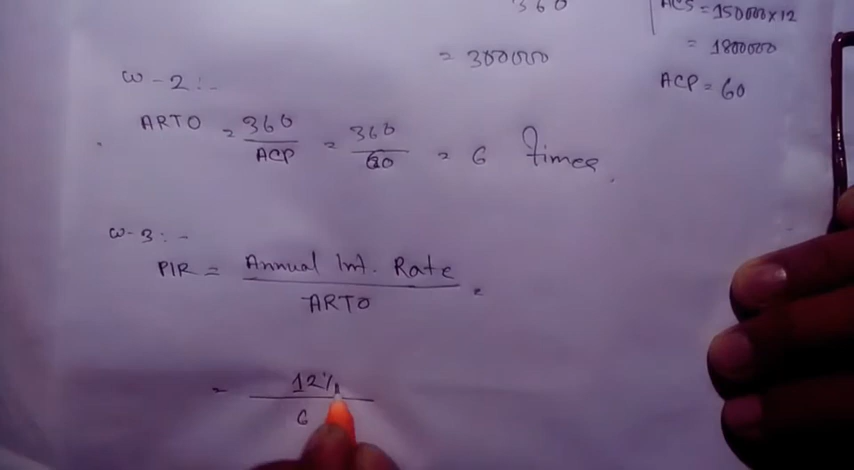 360
ACS = 150000×12
= 1800000
= 300000
ACP = 60
W-2:-
ARTO = 360/ACP = 360/60 = 6 Times
W-3:-
PIR = Annual Int. Rate/ARTO
= 12%/6